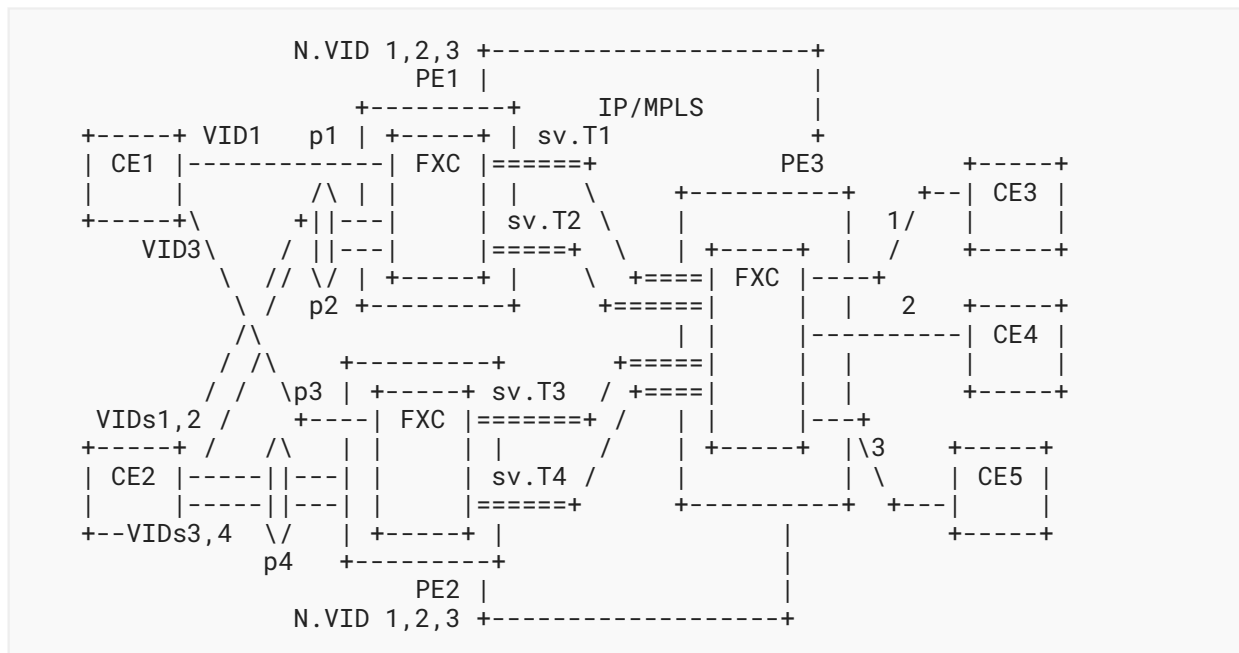 N.VID 1,2,3 +---------------------+
PE1 |                      |
+---------+     IP/MPLS       |
+-----+ VID1   p1 | +-----+ | sv.T1             +
| CE1 |-------------| FXC |======+            PE3         +-----+
|     |        /\ | |     | |    \     +----------+    +--| CE3 |
+-----+\      +||---|     | sv.T2 \    |          |  1/   |     |
VID3\    / ||---|     |=====+  \   | +-----+  |  /    +-----+
\  // \/ | +-----+ |    \  +====| FXC |----+
\ /  p2 +---------+     +======|     |  |   2   +-----+
/\                           | |     |----------| CE4 |
/ /\    +---------+       +=====|     |  |       |     |
/ /  \p3 | +-----+ sv.T3  / +====|     |  |       +-----+
VIDs1,2 /    +----| FXC |=======+ /   | |     |---+
+-----+ /   /\   | |     | |      /    | +-----+  |\3    +-----+
| CE2 |-----||---| |     | sv.T4 /     |          | \    | CE5 |
|     |-----||---| |     |======+      +----------+  +---|     |
+--VIDs3,4  \/   | +-----+ |                  |          +-----+
p4   +---------+                  |
PE2 |                   |
N.VID 1,2,3 +-------------------+